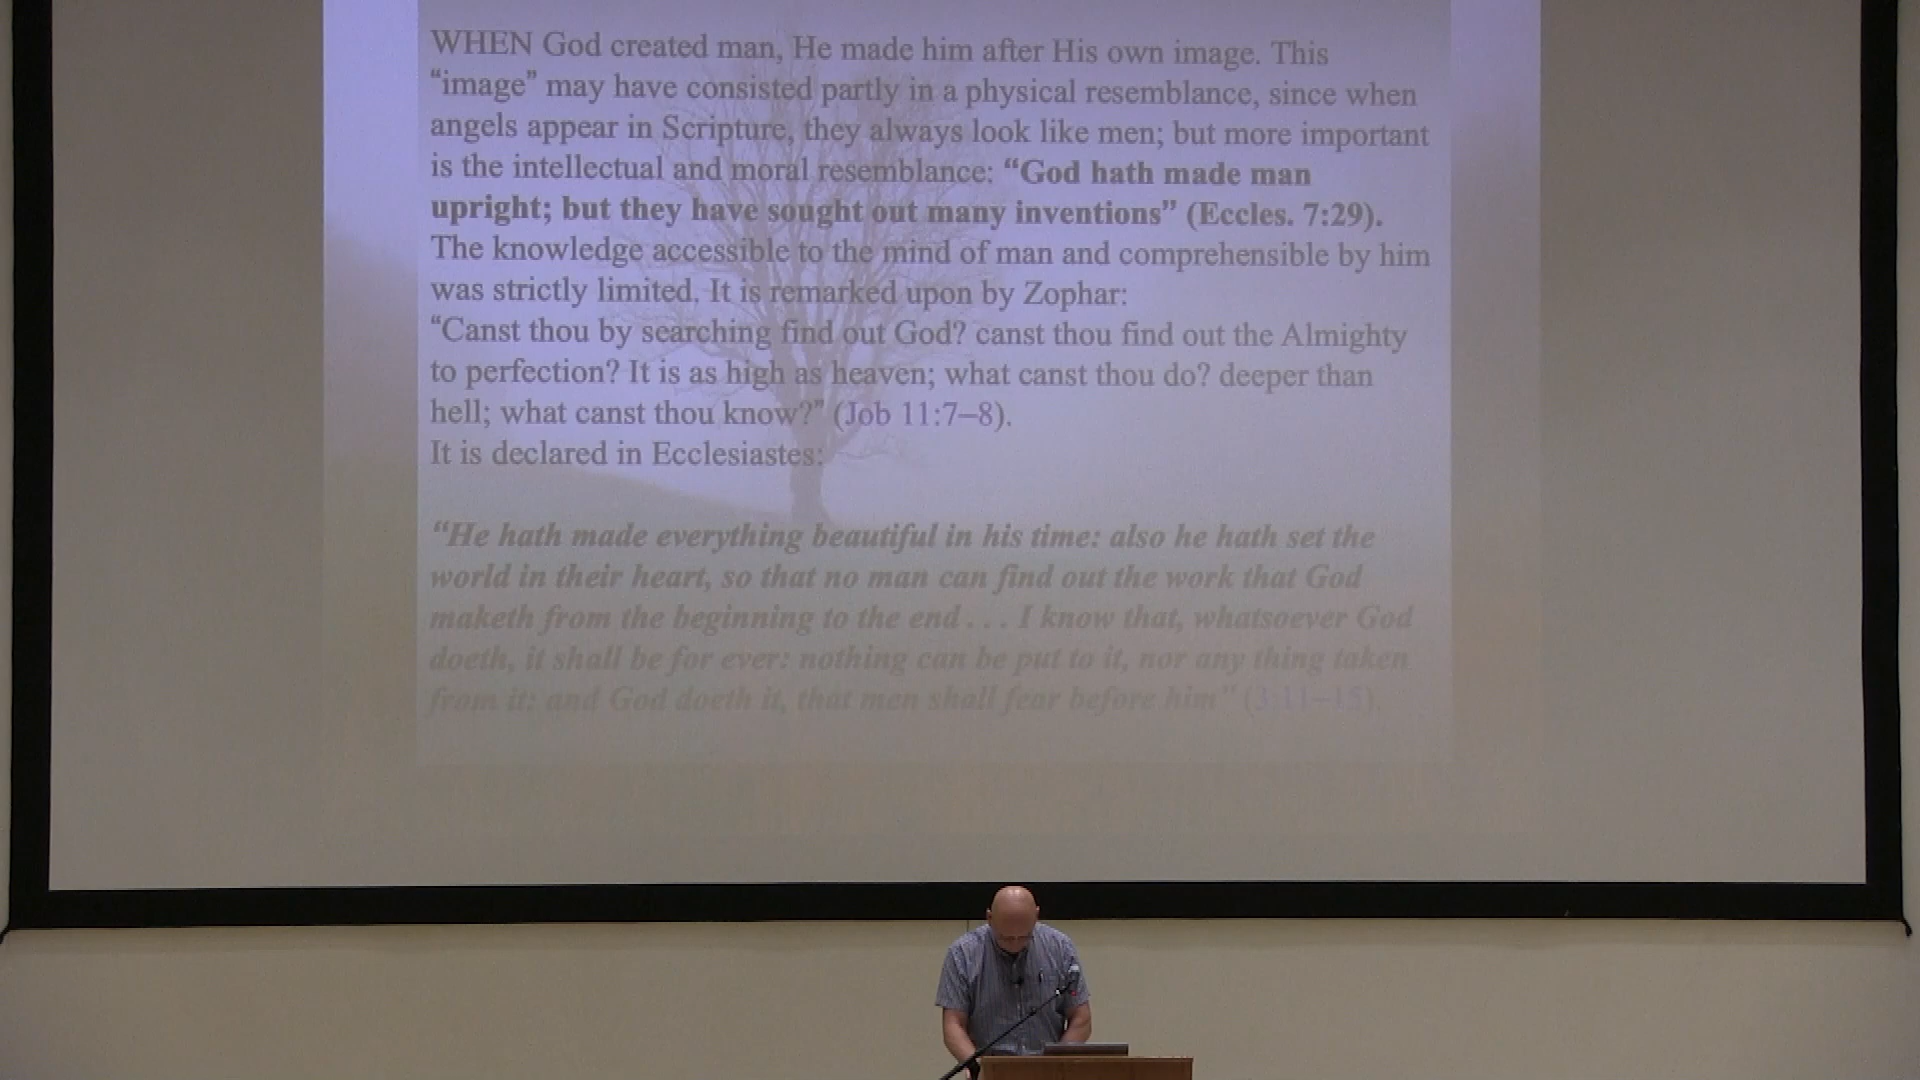 WHEN God created man, He made him after His own image. This
“image” may have consisted partly in a physical resemblance, since when
angels appear in Scripture, they always look like men; but more important
is the intellectual and moral resemblance: “God hath made man
upright; but they have sought out many inventions” (Eccles. 7:29).
The knowledge accessible to the mind of man and comprehensible by him
was strictly limited. It is remarked upon by Zophar:
“Canst thou by searching find out God? canst thou find out the Almighty
to perfection? It is as high as heaven; what canst thou do? deeper than
hell; what canst thou know?” (Job 11:7–8).
It is declared in Ecclesiastes:
“He hath made everything beautiful in his time: also he hath set the
world in their heart, so that no man can find out the work that God
maketh from the beginning to the end . . . I know that, whatsoever God
doeth, it shall be for ever: nothing can be put to it, nor any thing taken
from it: and God doeth it, that men shall fear before him” (3:11–15).